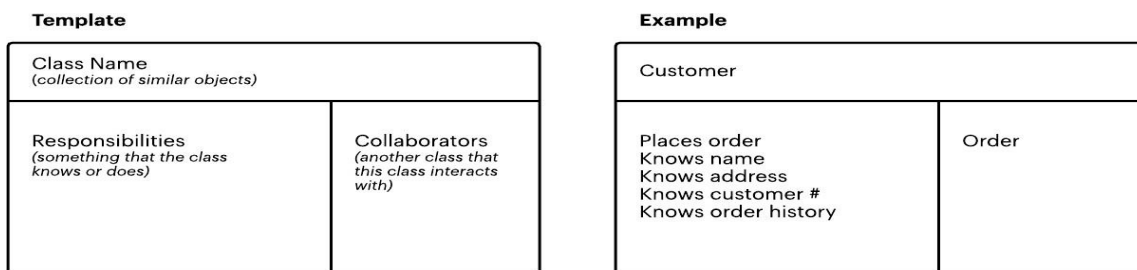 Template
Class Name
(collection of similar objects)
Responsibilities
(something that the class
knows or does)
Collaborators
(another class that
this class interacts
with)
Example
Customer
Places order
Knows name
Knows address
Knows customer #
Knows order history
Order